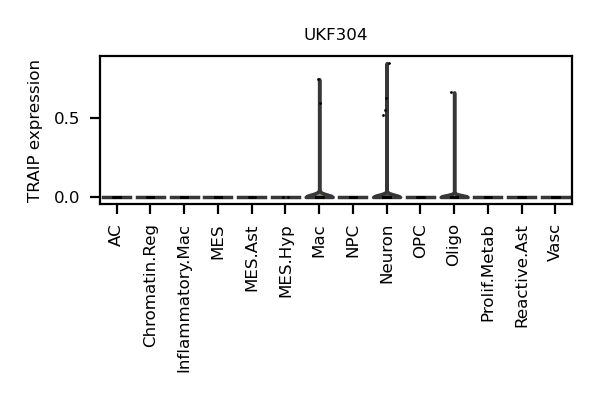 UKF304
TRAIP expression
0.5
0.0
AC
Chromatin.Reg
Inflammatory.Mac
MES
MES.Ast
MES.Hyp
Mac
NPC
Neuron
OPC
Oligo
Prolif.Metab
Reactive.Ast
Vasc